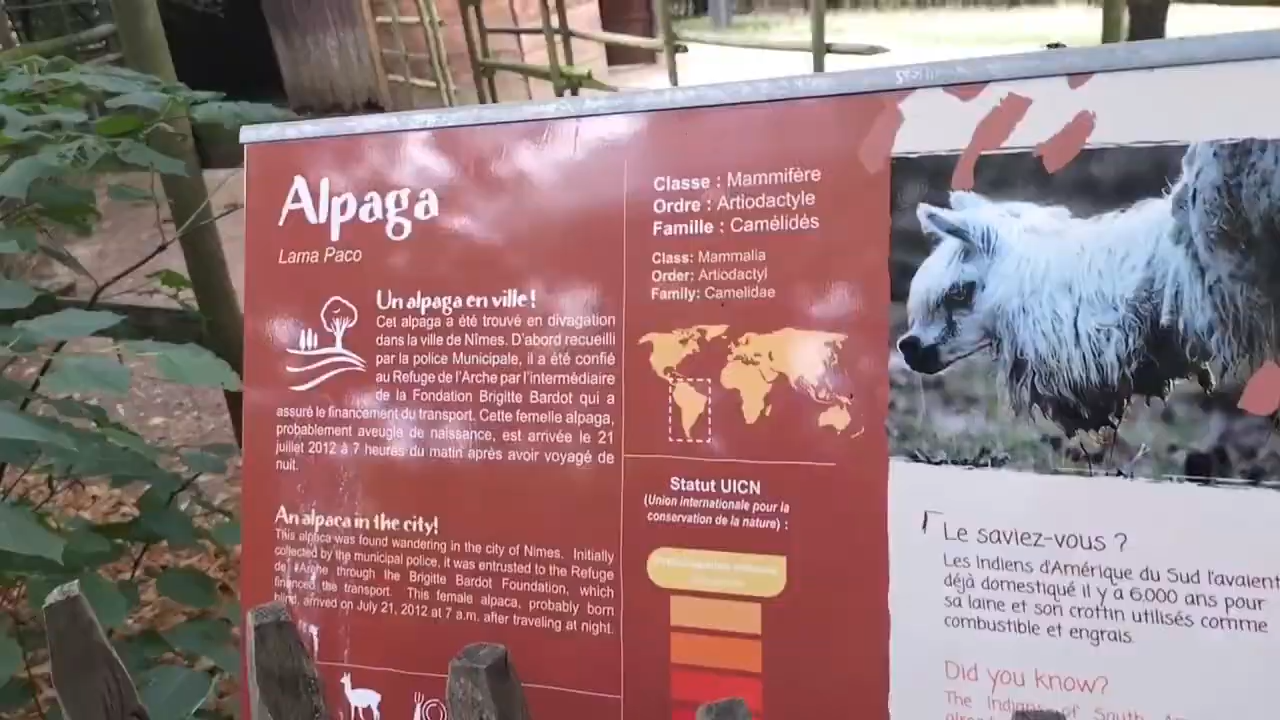 Alpaga
Lama Paco
Un alpaga en ville !
Cet alpaga a été trouvé en divagation
dans la ville de Nîmes. D'abord recueilli
par la police Municipale, il a été confié
au Refuge de l'Arche par l'intermédiaire
de la Fondation Brigitte Bardot qui a
assuré le financement du transport. Cette femelle alpaga,
probablement aveugle de naissance, est arrivée le 21
juillet 2012 à 7 heures du matin après avoir voyagé de
nuit.
An alpaca in the city!
This alpaca was found wandering in the city of Nimes. Initially
collected by the municipal police, it was entrusted to the Refuge
de l'Arche through the Brigitte Bardot Foundation, which
financed the transport. This female alpaca, probably born
blind, arrived on July 21, 2012 at 7 a.m. after traveling at night.
Classe : Mammifère
Ordre : Artiodactyle
Famille : Camélidés
Class: Mammalia
Order: Artiodactyl
Family: Camelidae
Statut UICN
(Union internationale pour la
conservation de la nature) :
Le saviez-vous ?
Les Indiens d'Amérique du Sud l'avaient
déjà domestiqué il y a 6000 ans pour
sa laine et son crottin utilisés comme
combustible et engrais.
Did you know?
The Indians of South